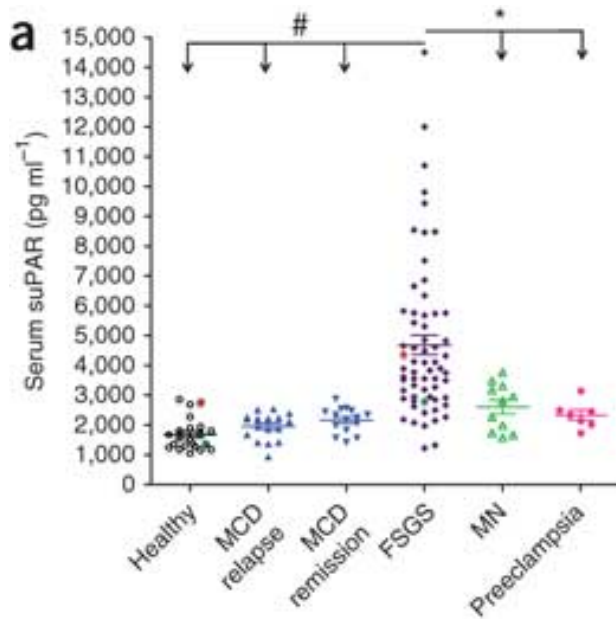 a
# *
15,000
14,000
13,000
12,000
11,000
10,000
9,000
8,000
7,000
6,000
5,000
4,000
3,000
2,000
1,000
0
Serum suPAR (pg ml⁻¹)
Healthy
MCD
relapse
MCD
remission
FSGS
MN
Preeclampsia